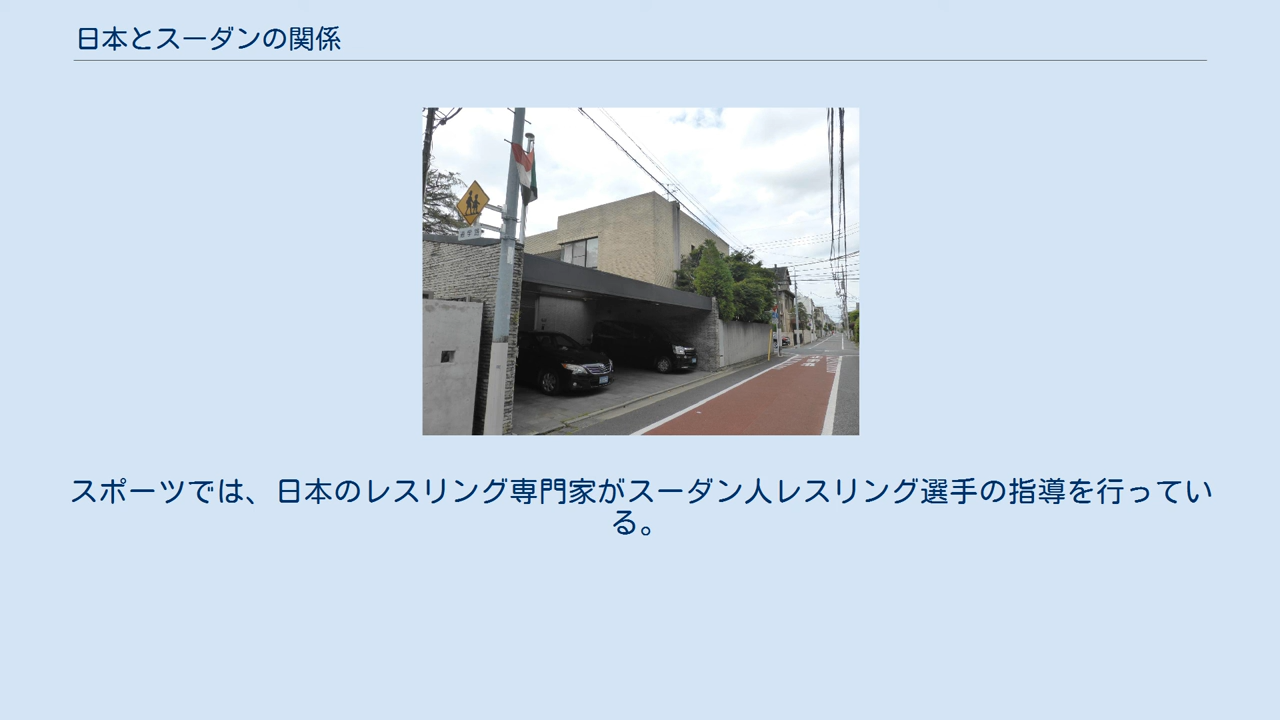 日本とスーダンの関係
スポーツでは、日本のレスリング専門家がスーダン人レスリング選手の指導を行ってい
る。